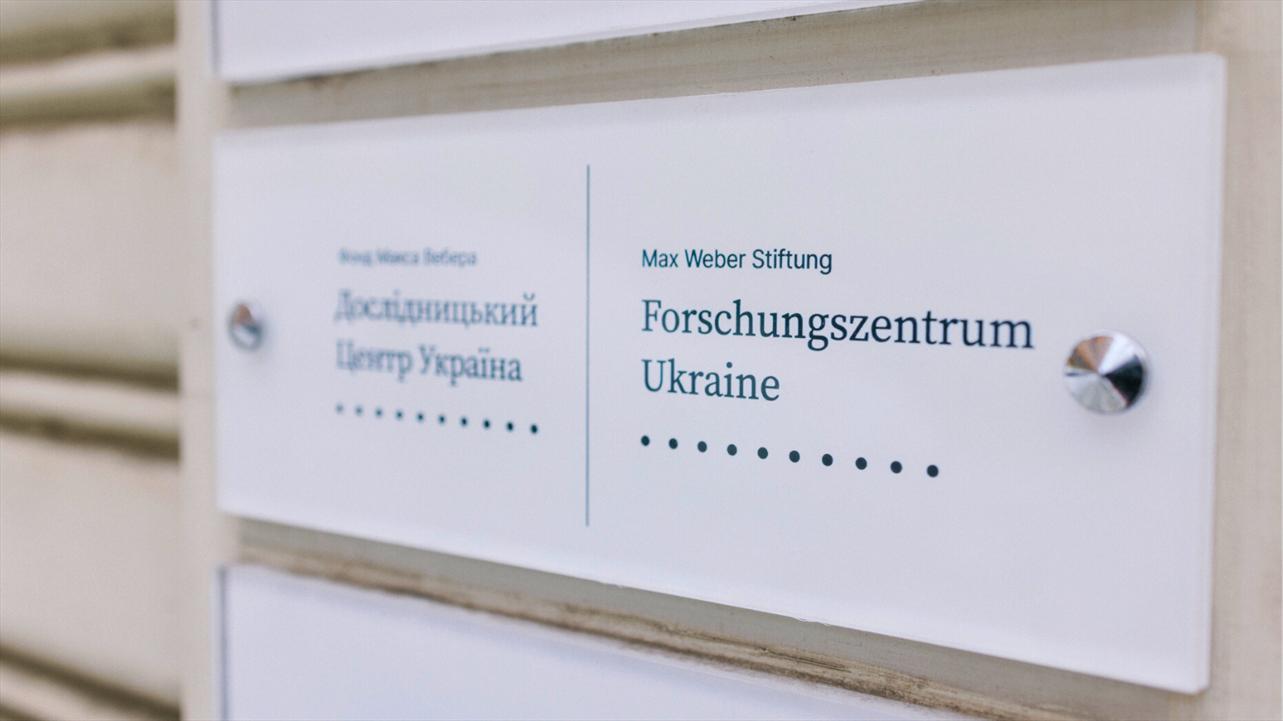 Фонд Макса Вебера
Дослідницький
Центр Україна
Max Weber Stiftung
Forschungszentrum
Ukraine